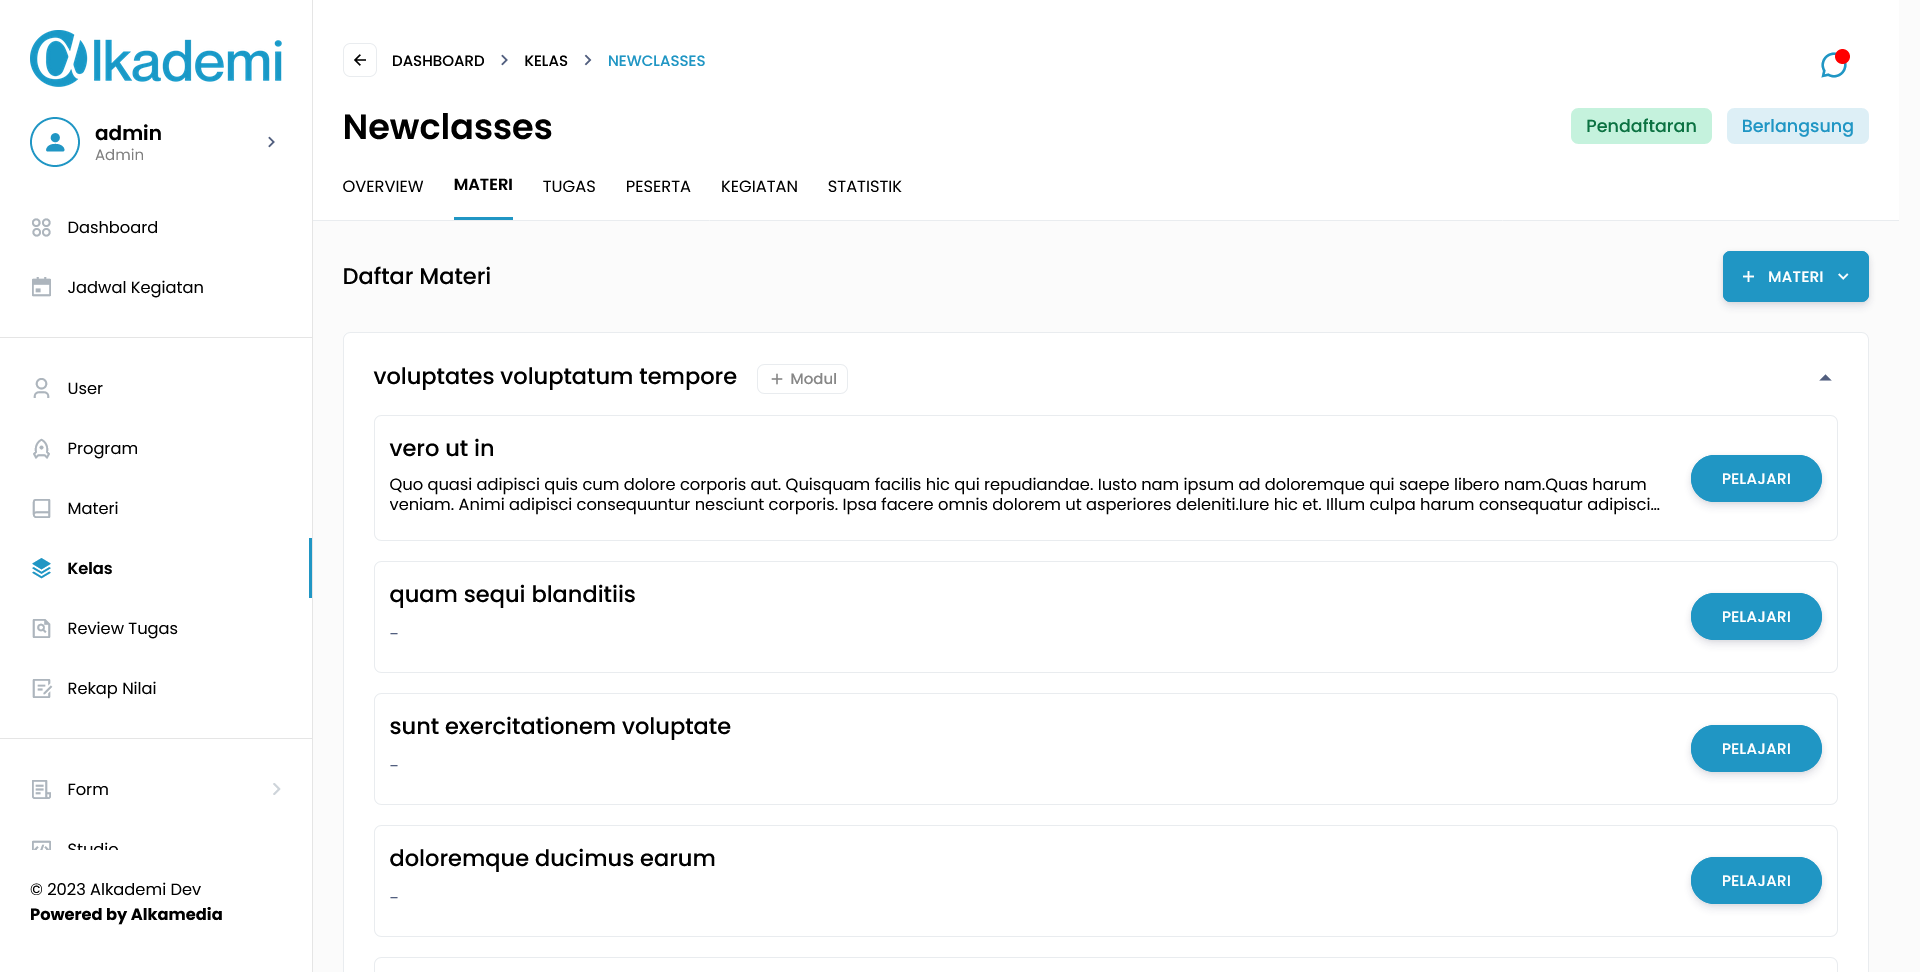 Alkademi
admin
Admin
Dashboard
Jadwal Kegiatan
User
Program
Materi
Kelas
Review Tugas
Rekap Nilai
Form
Studio
© 2023 Alkademi Dev
Powered by Alkamedia
DASHBOARD > KELAS > NEWCLASSES
Newclasses
Pendaftaran
Berlangsung
OVERVIEW MATERI TUGAS PESERTA KEGIATAN STATISTIK
Daftar Materi
+ MATERI
voluptates voluptatum tempore
+ Modul
vero ut in
Quo quasi adipisci quis cum dolore corporis aut. Quisquam facilis hic qui repudiandae. Iusto nam ipsum ad doloremque qui saepe libero nam.Quas harum
veniam. Animi adipisci consequuntur nesciunt corporis. Ipsa facere omnis dolorem ut asperiores deleniti.Iure hic et. Illum culpa harum consequatur adipisci...
PELAJARI
quam sequi blanditiis
-
PELAJARI
sunt exercitationem voluptate
-
PELAJARI
doloremque ducimus earum
-
PELAJARI